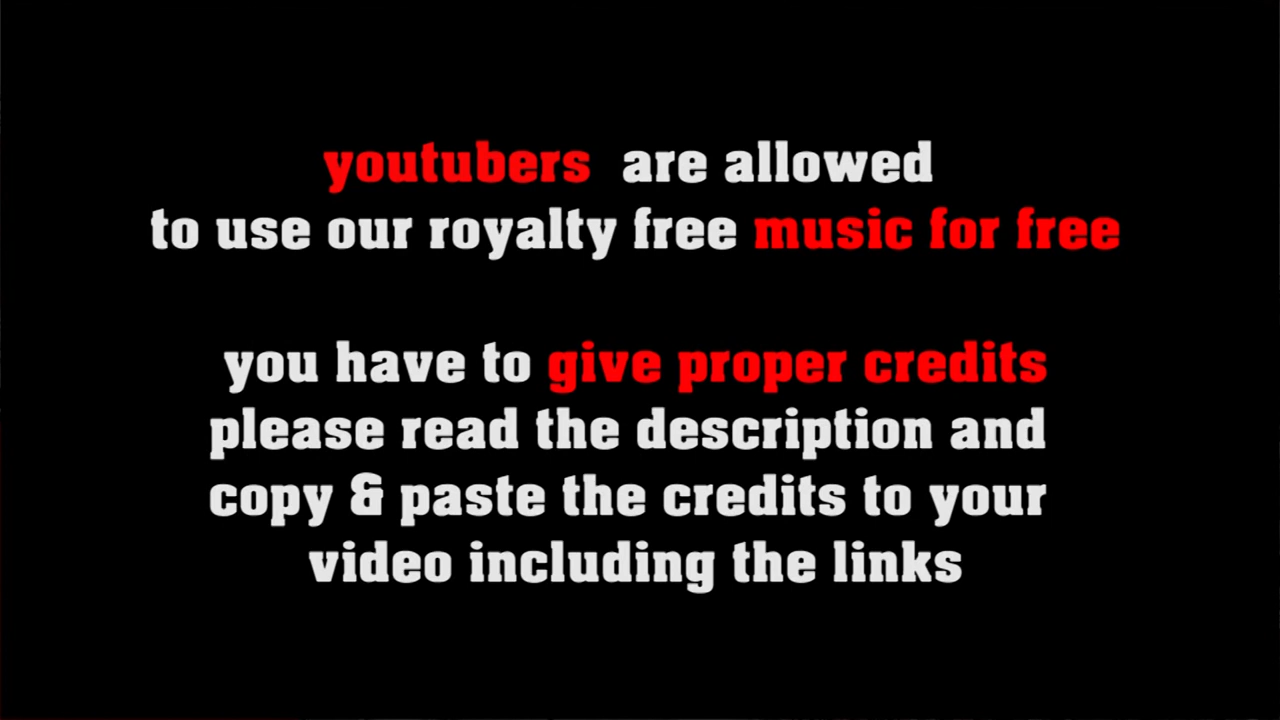 youtubers are allowed
to use our royalty free music for free
you have to give proper credits
please read the description and
copy & paste the credits to your
video including the links